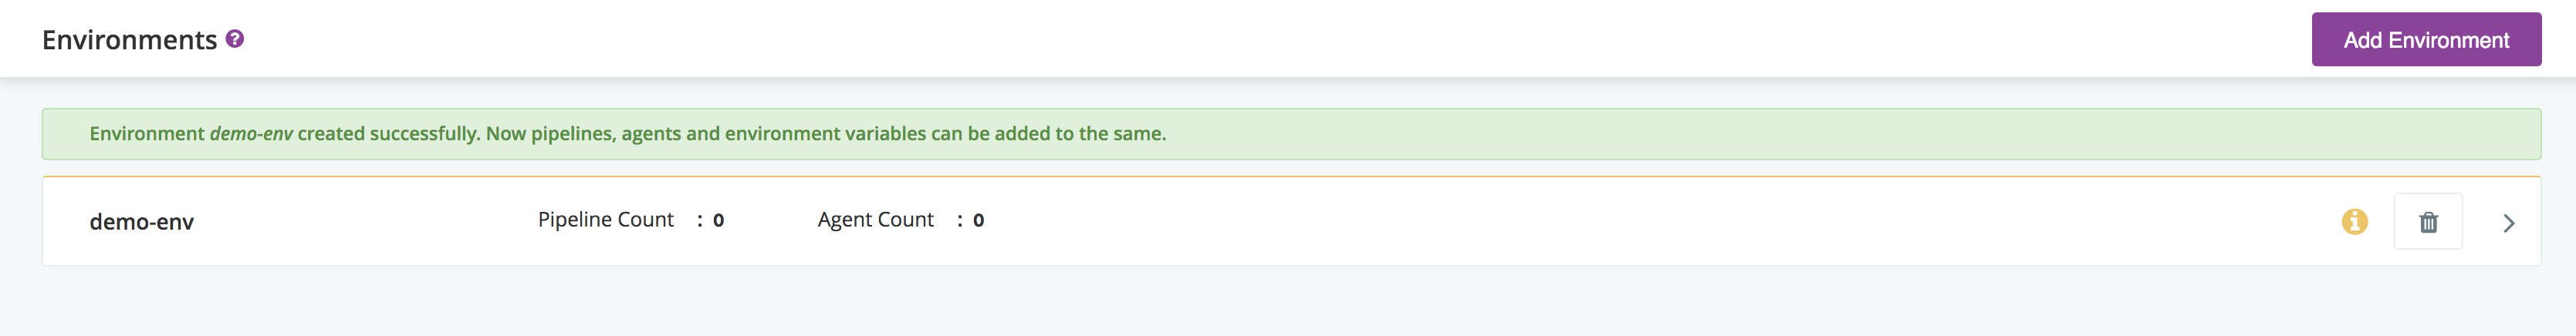 Environments ?
Add Environment
Environment demo-env created successfully. Now pipelines, agents and environment variables can be added to the same.
demo-env Pipeline Count : 0 Agent Count : 0